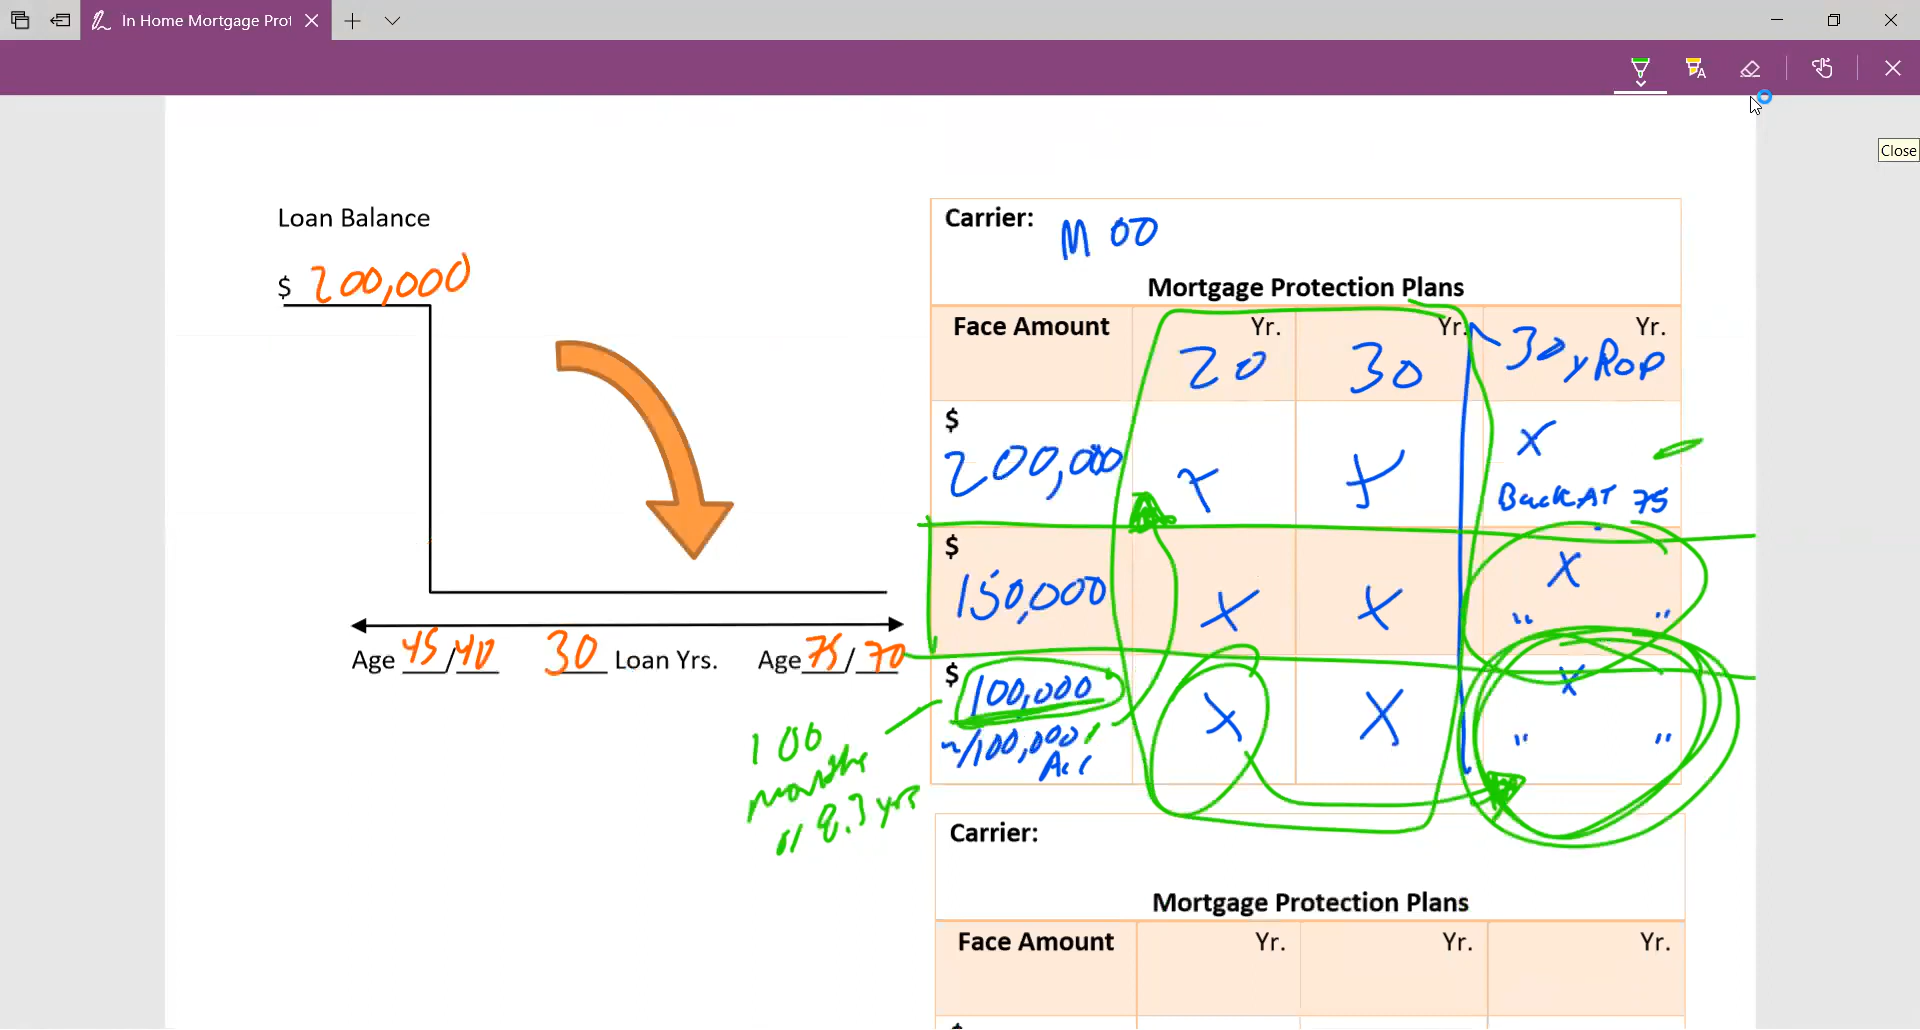 In Home Mortgage Prot
Close
Loan Balance
$ 200,000
Age 45/40 30 Loan Yrs. Age 75/70
100
months
8.3 yrs
Carrier: M OO
Mortgage Protection Plans
Face Amount Yr. Yr. Yr.
20 30 30 y ROP
$
200,000 X X X
Back AT 75
$
150,000 X X X
" "
$
100,000 X X X
w/100,000 " "
Acc
Carrier:
Mortgage Protection Plans
Face Amount Yr. Yr. Yr.
$